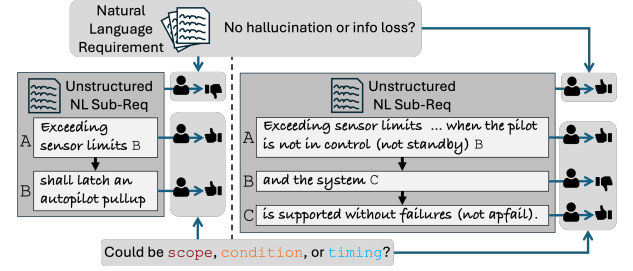 Natural
Language
Requirement
No hallucination or info loss?
Unstructured
NL Sub-Req
A
Exceeding
sensor limits B
B
shall latch an
autopilot pullup
Unstructured
NL Sub-Req
A
Exceeding sensor limits ... when the pilot
is not in control (not standby) B
B
and the system C
C
is supported without failures (not apfail).
Could be scope, condition, or timing?